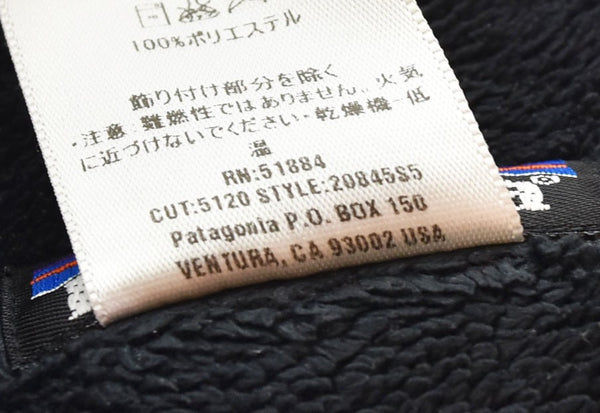 100%ポリエステル
飾り付け部分を除く
・注意：難燃性ではありません。火気
に近づけないでください・乾燥機-低
温
RN:51884
CUT:5120 STYLE:20845S5
Patagonia P.O. BOX 150
VENTURA, CA 93002 USA